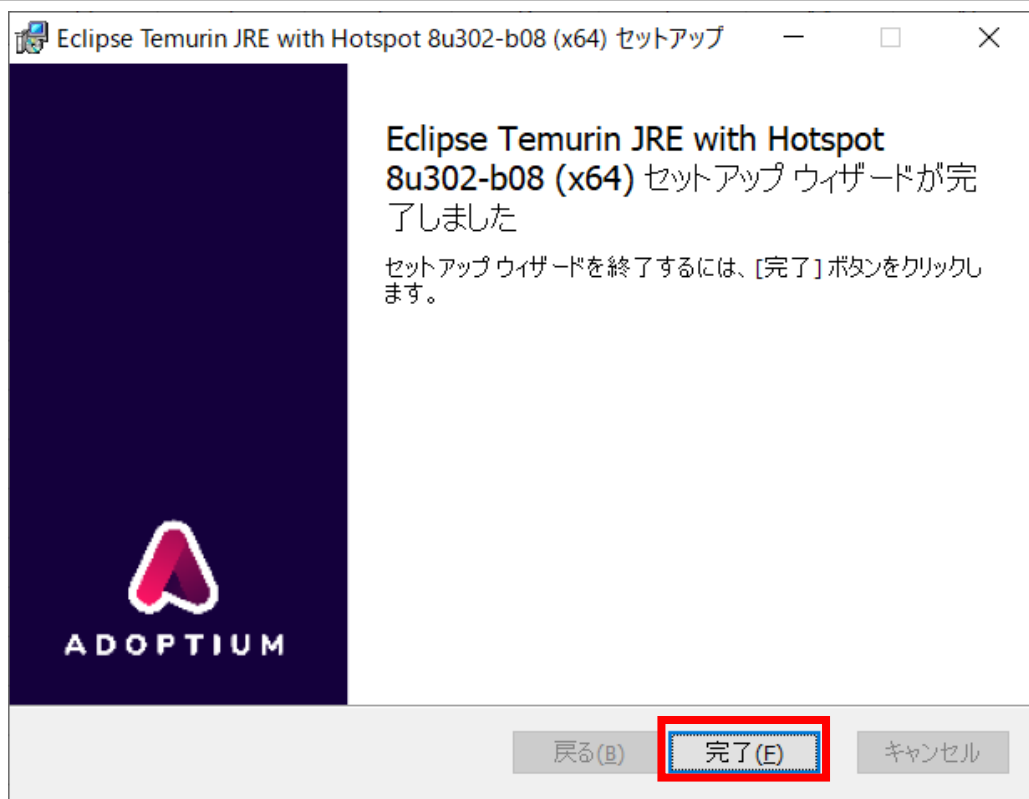 Eclipse Temurin JRE with Hotspot 8u302-b08 (x64) セットアップ
Eclipse Temurin JRE with Hotspot
8u302-b08 (x64) セットアップ ウィザードが完
了しました
セットアップ ウィザードを終了するには、[完了] ボタンをクリックし
ます。
ADOPTIUM
戻る(B) 完了(F) キャンセル